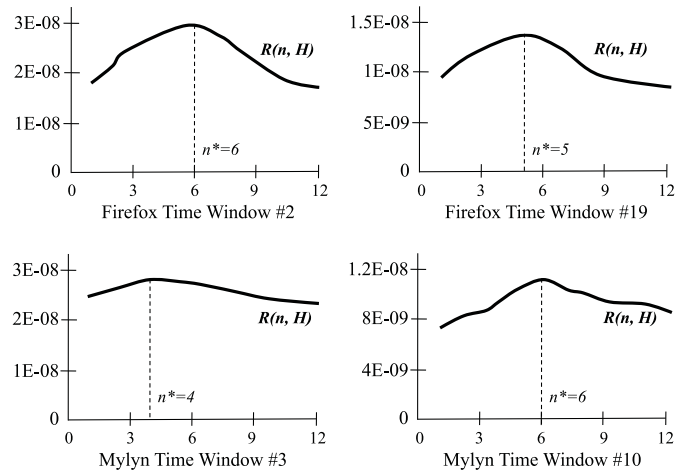 3E-08
R(n, H)
2E-08
1E-08
n*=6
0
0 3 6 9 12
Firefox Time Window #2
1.5E-08
R(n, H)
1E-08
5E-09
n*=5
0
0 3 6 9 12
Firefox Time Window #19
3E-08
2E-08
R(n, H)
1E-08
n*=4
0
0 3 6 9 12
Mylyn Time Window #3
1.2E-08
8E-09
R(n, H)
4E-09
n*=6
0
0 3 6 9 12
Mylyn Time Window #10